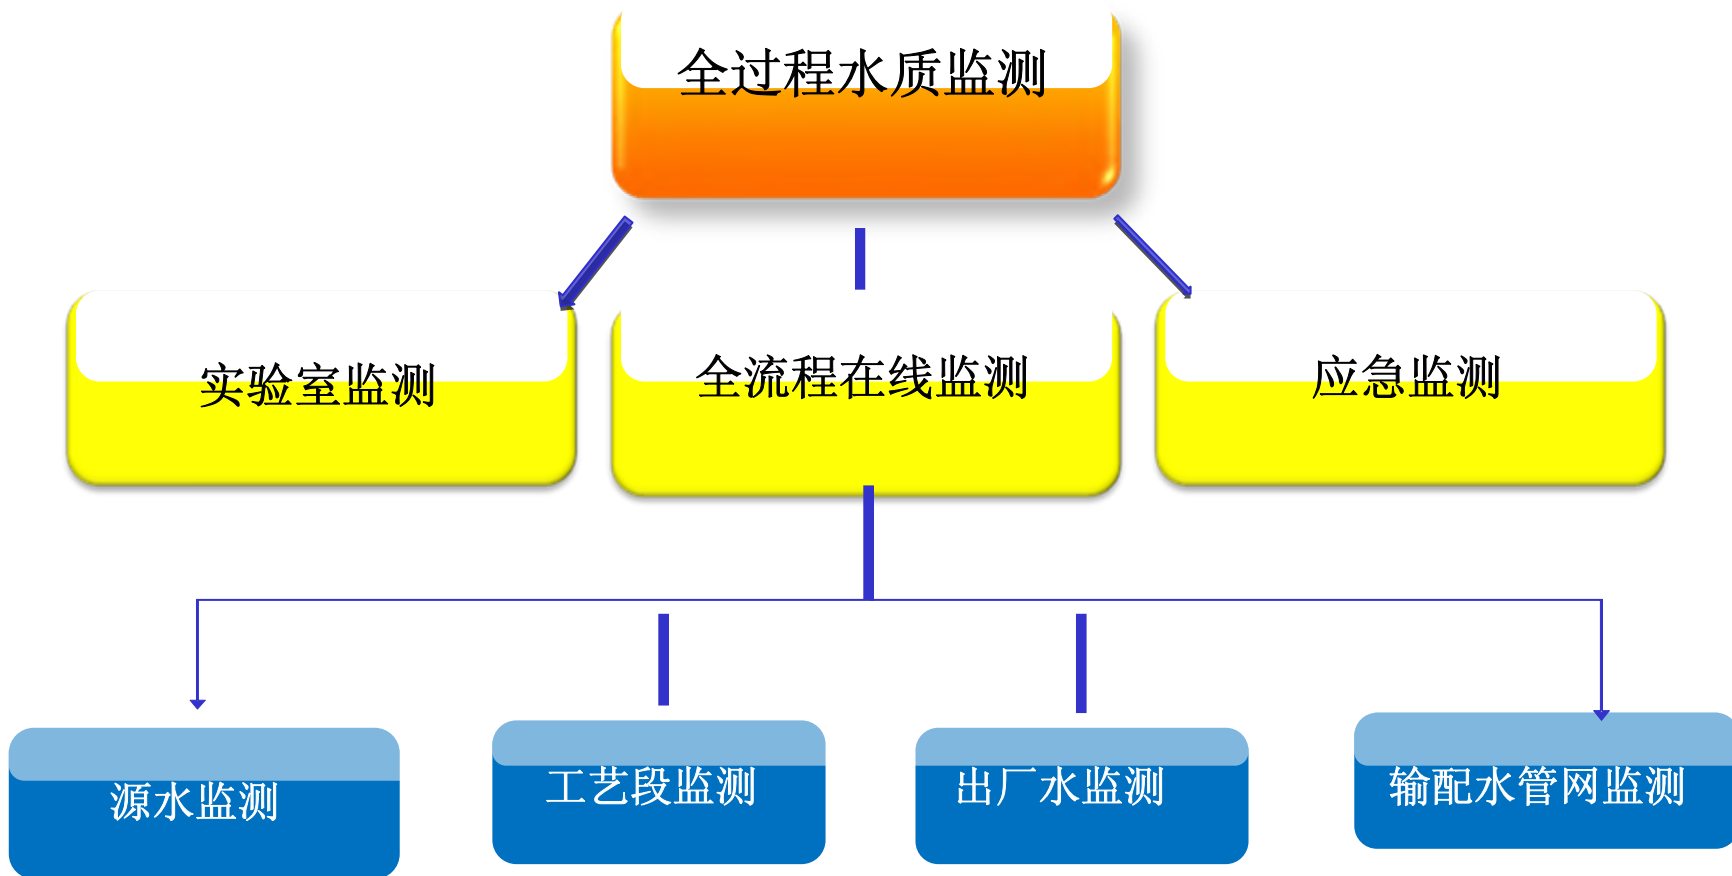 全过程水质监测
实验室监测
全流程在线监测
应急监测
源水监测
工艺段监测
出厂水监测
输配水管网监测